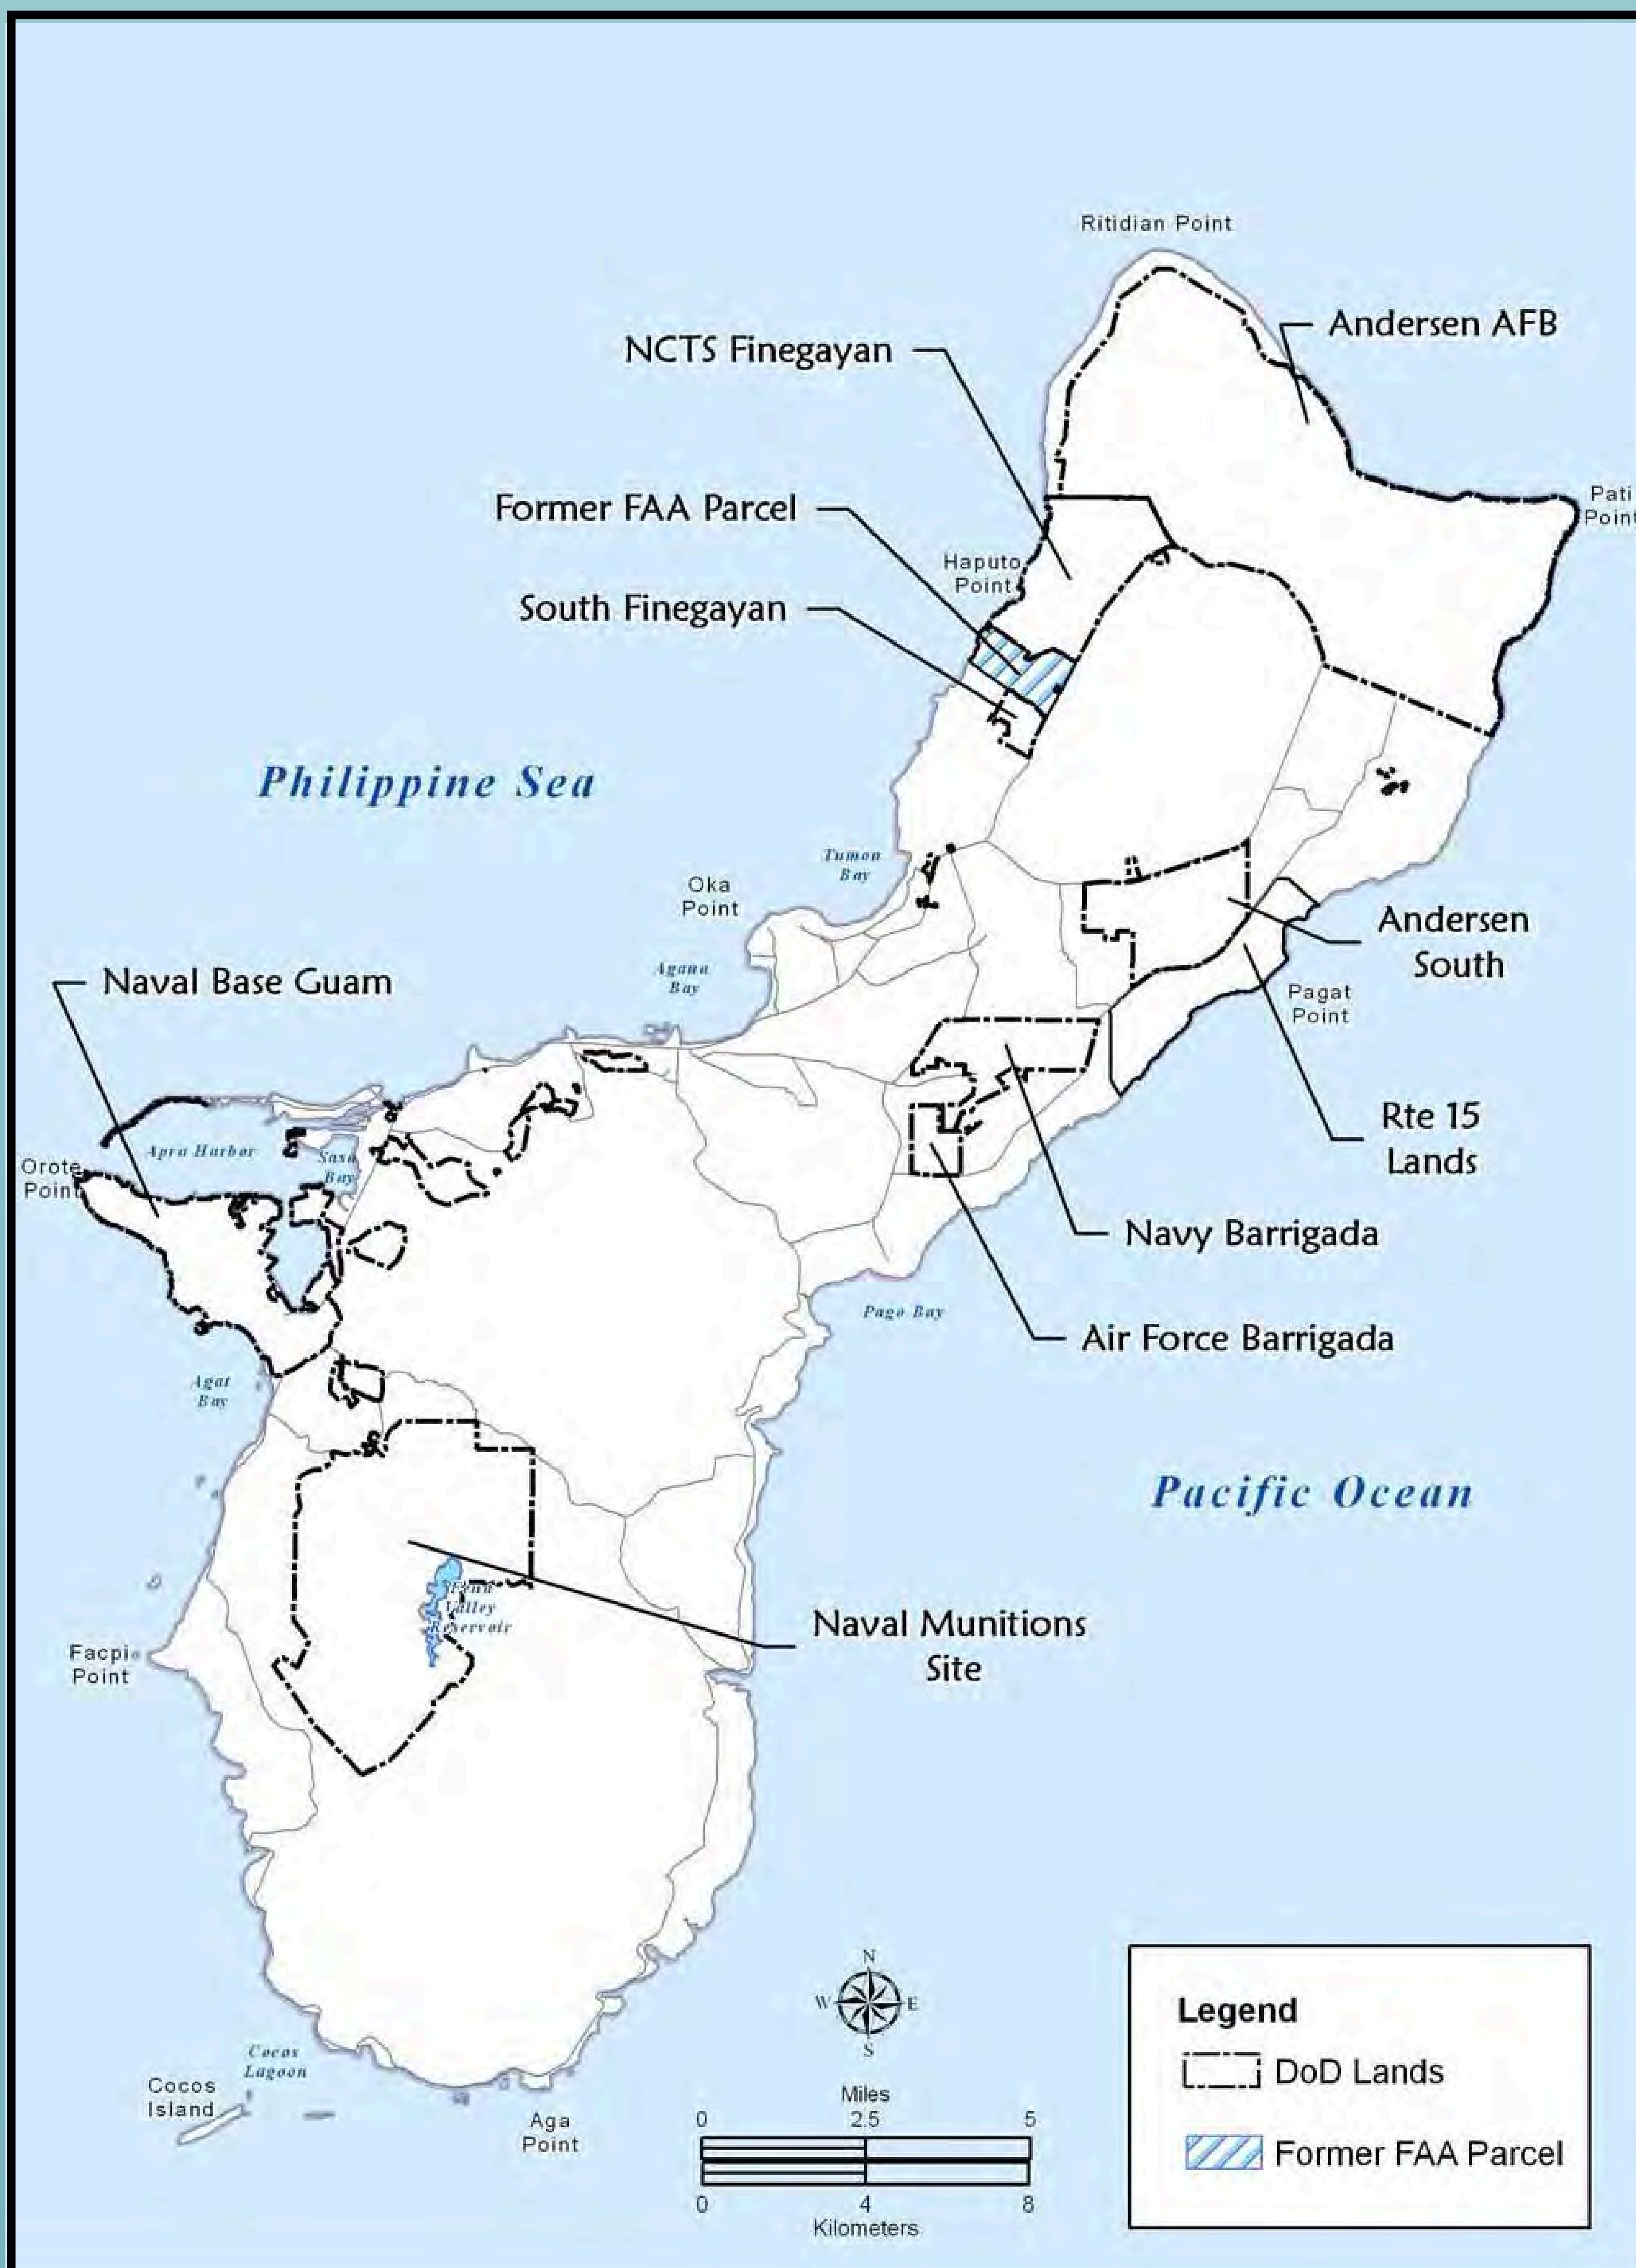 Ritidian Point
Andersen AFB
NCTS Finegayan
Pati
Point
Former FAA Parcel
Haputo
Point
South Finegayan
Philippine Sea
Tumon
Bay
Oka
Point
Andersen
South
Agana
Bay
Naval Base Guam
Pagat
Point
Rte 15
Lands
Apra Harbor
Sasa
Bay
Orote
Point
Navy Barrigada
Pago Bay
Air Force Barrigada
Agat
Bay
Pacific Ocean
Fena
Valley
Reservoir
Naval Munitions
Site
Facpi
Point
N
W
E
S
Legend
DoD Lands
Former FAA Parcel
Cocos
Lagoon
Cocos
Island
Aga
Point
Miles
0 2.5 5
0 4 8
Kilometers